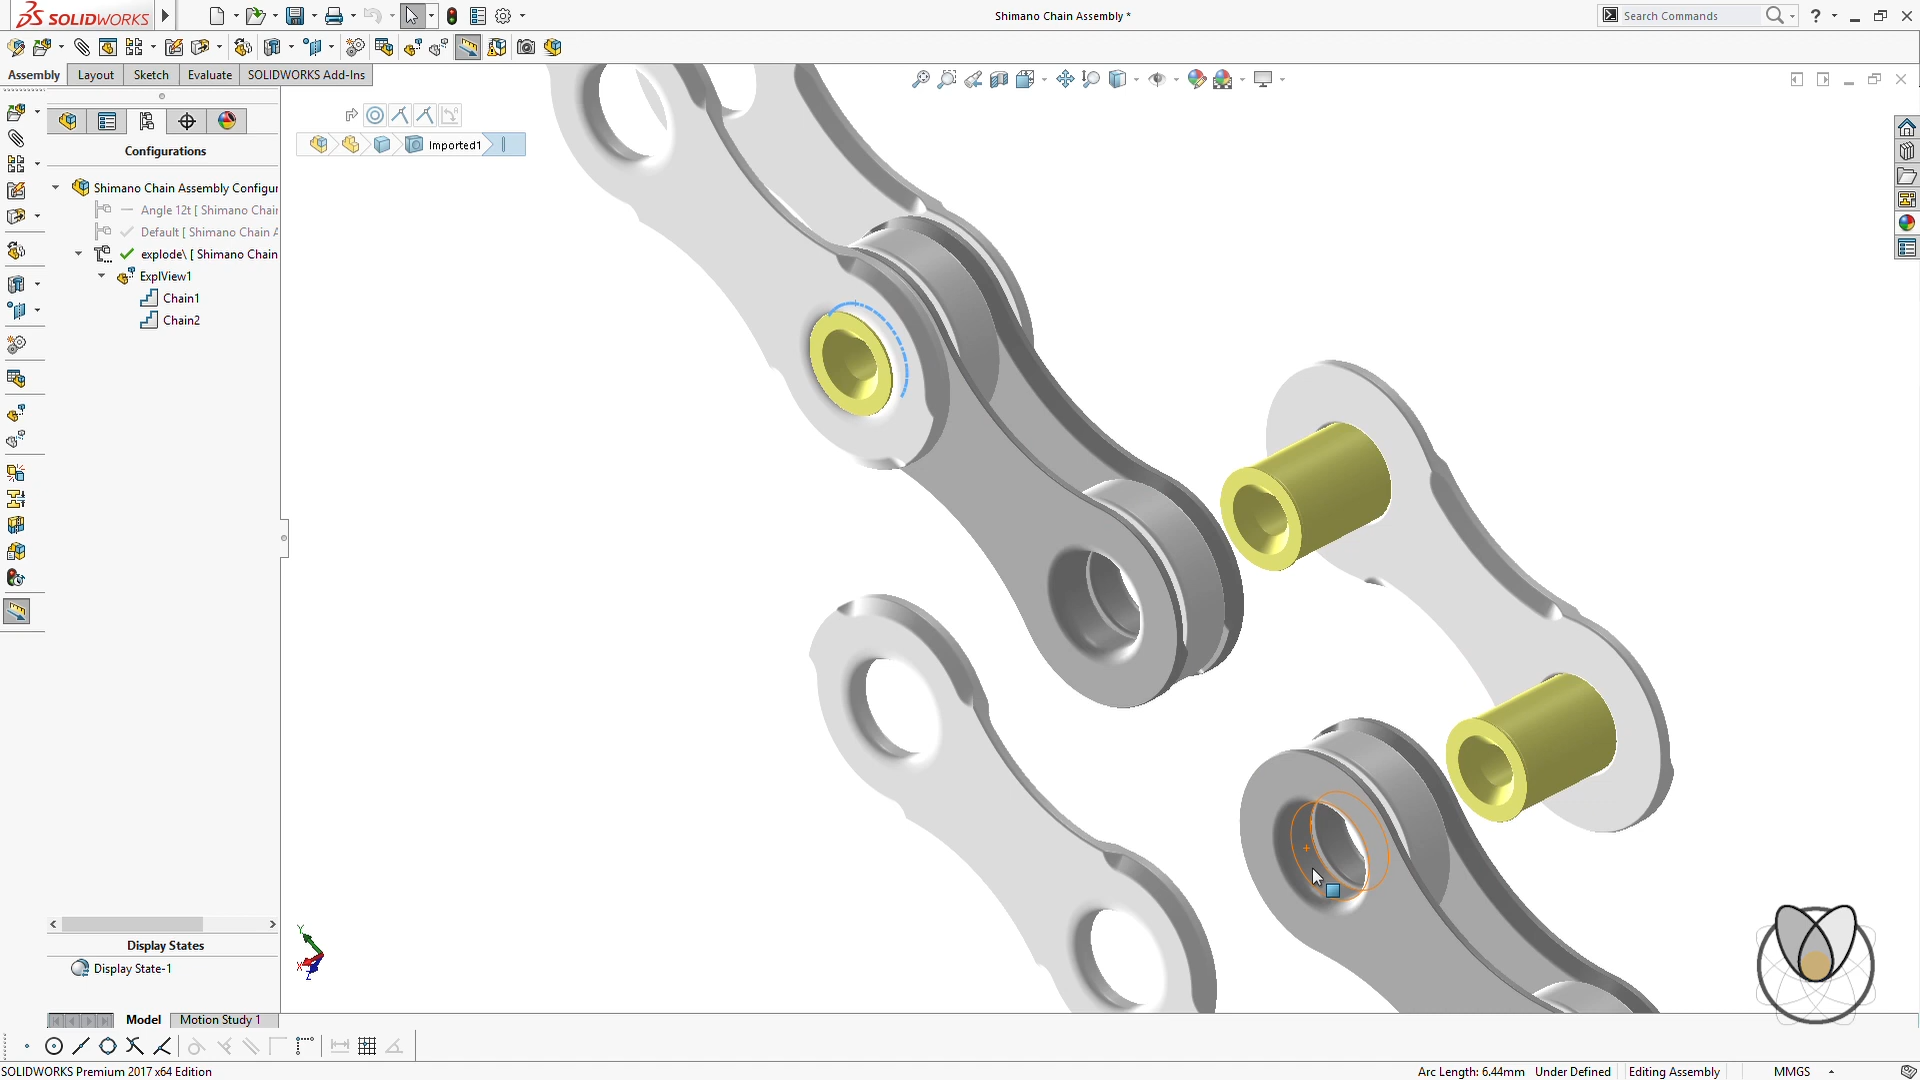 SOLIDWORKS
Shimano Chain Assembly *
Search Commands
Assembly
Layout
Sketch
Evaluate
SOLIDWORKS Add-Ins
Configurations
Imported1
Shimano Chain Assembly Configur
Angle 12t [ Shimano Chair
Default [ Shimano Chain A
explode\ [ Shimano Chain
ExplView1
Chain1
Chain2
Y
X
Z
Display States
Display State-1
Model
Motion Study 1
SOLIDWORKS Premium 2017 x64 Edition
Arc Length: 6.44mm
Under Defined
Editing Assembly
MMGS